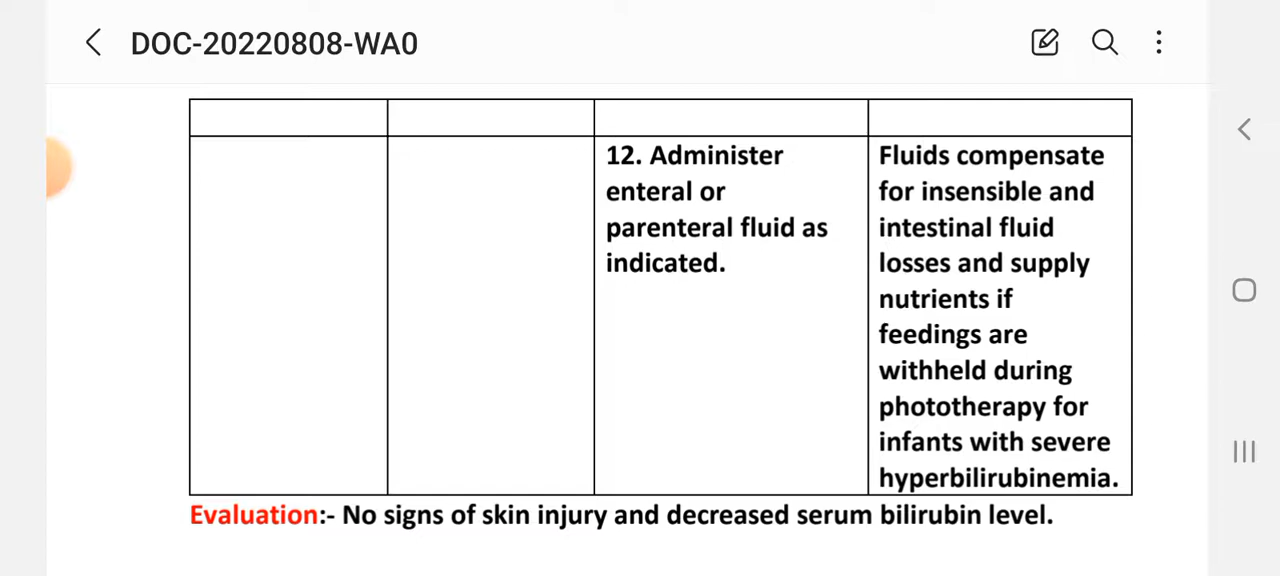 DOC-20220808-WA0
12. Administer
enteral or
parenteral fluid as
indicated.
Fluids compensate
for insensible and
intestinal fluid
losses and supply
nutrients if
feedings are
withheld during
phototherapy for
infants with severe
hyperbilirubinemia.
Evaluation:- No signs of skin injury and decreased serum bilirubin level.